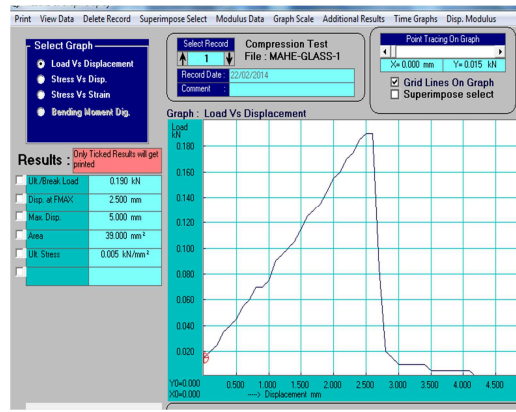 Print View Data Delete Record Superimpose Select Modulus Data Graph Scale Additional Results Time Graphs Disp. Modulus
Select Graph
Load Vs Displacement
Stress Vs Disp.
Stress Vs Strain
Bending Moment Dig.
Select Record
1
Compression Test
File : MAHE-GLASS-1
Record Date : 22/02/2014
Comment :
Point Tracing On Graph
X= 0.000 mm Y= 0.015 kN
Grid Lines On Graph
Superimpose select
Results :
Only Ticked Results will get
printed
Ult./Break Load 0.190 kN
Disp. at FMAX 2.500 mm
Max. Disp. 5.000 mm
Area 39.000 mm²
Ult. Stress 0.005 kN/mm²
Graph : Load Vs Displacement
Load
kN
0.180
0.160
0.140
0.120
0.100
0.080
0.060
0.040
0.020
Y0=0.000
X0=0.000
0.500 1.000 1.500 2.000 2.500 3.000 3.500 4.000 4.500
----> Displacement mm